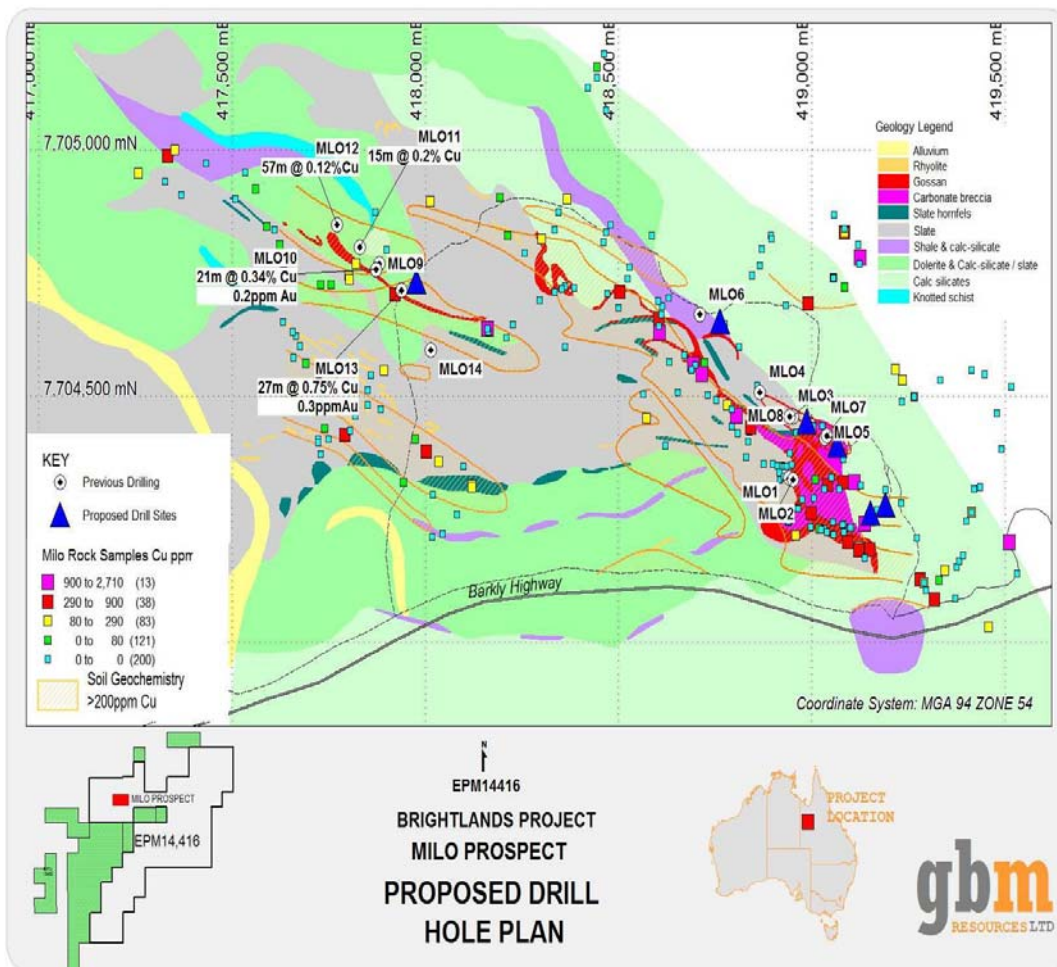 417,000 mE
417,500 mE
418,000 mE
418,500 mE
419,000 mE
419,500 mE
7,705,000 mN
7,704,500 mN
MLO12
57m @ 0.12%Cu
MLO11
15m @ 0.2% Cu
MLO10
21m @ 0.34% Cu
0.2ppm Au
MLO9
MLO13
27m @ 0.75% Cu
0.3ppmAu
MLO14
MLO6
MLO4
MLO3
MLO8
MLO7
MLO5
MLO1
MLO2
Barkly Highway
Geology Legend
Alluvium
Rhyolite
Gossan
Carbonate breccia
Slate hornfels
Slate
Shale & calc-silicate
Dolerite & Calc-silicate / slate
Calc silicates
Knotted schist
KEY
Previous Drilling
Proposed Drill Sites
Milo Rock Samples Cu ppm
900 to 2,710 (13)
290 to 900 (38)
80 to 290 (83)
0 to 80 (121)
0 to 0 (200)
Soil Geochemistry
>200ppm Cu
Coordinate System: MGA 94 ZONE 54
MILO PROSPECT
EPM14,416
N
EPM14416
BRIGHTLANDS PROJECT
MILO PROSPECT
PROPOSED DRILL
HOLE PLAN
PROJECT
LOCATION
gbm
RESOURCES LTD